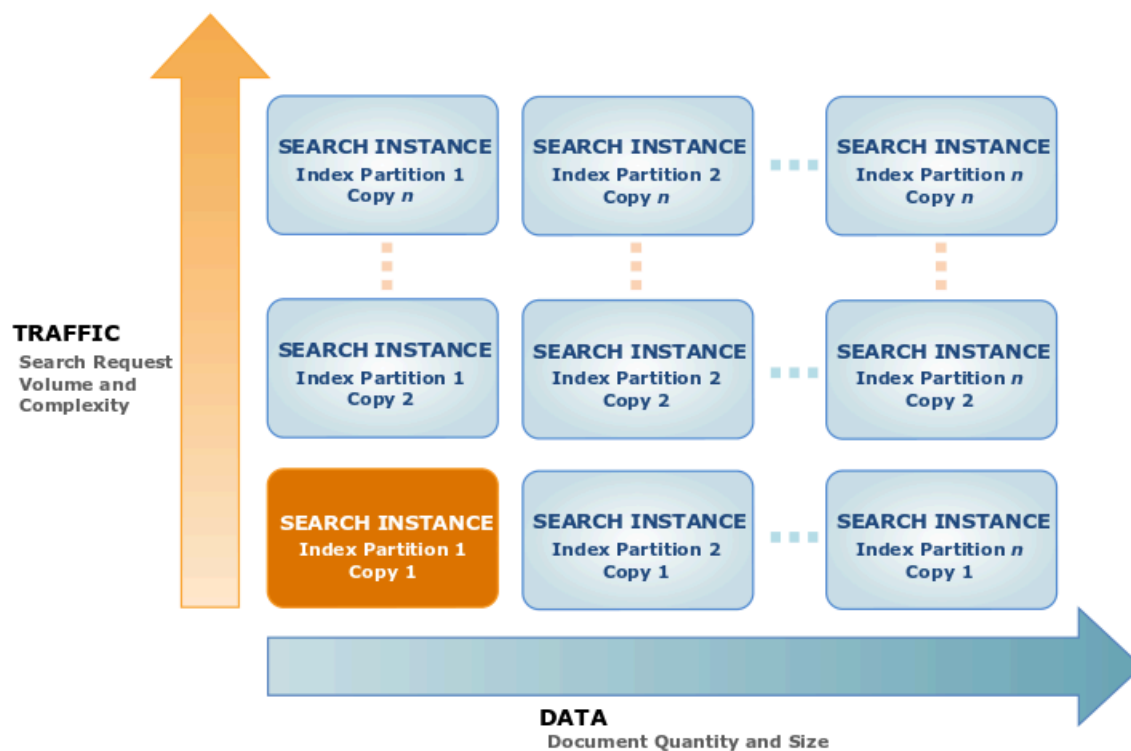 SEARCH INSTANCE
Index Partition 1
Copy n
SEARCH INSTANCE
Index Partition 2
Copy n
SEARCH INSTANCE
Index Partition n
Copy n
TRAFFIC
Search Request
Volume and
Complexity
SEARCH INSTANCE
Index Partition 1
Copy 2
SEARCH INSTANCE
Index Partition 2
Copy 2
SEARCH INSTANCE
Index Partition n
Copy 2
SEARCH INSTANCE
Index Partition 1
Copy 1
SEARCH INSTANCE
Index Partition 2
Copy 1
SEARCH INSTANCE
Index Partition n
Copy 1
DATA
Document Quantity and Size